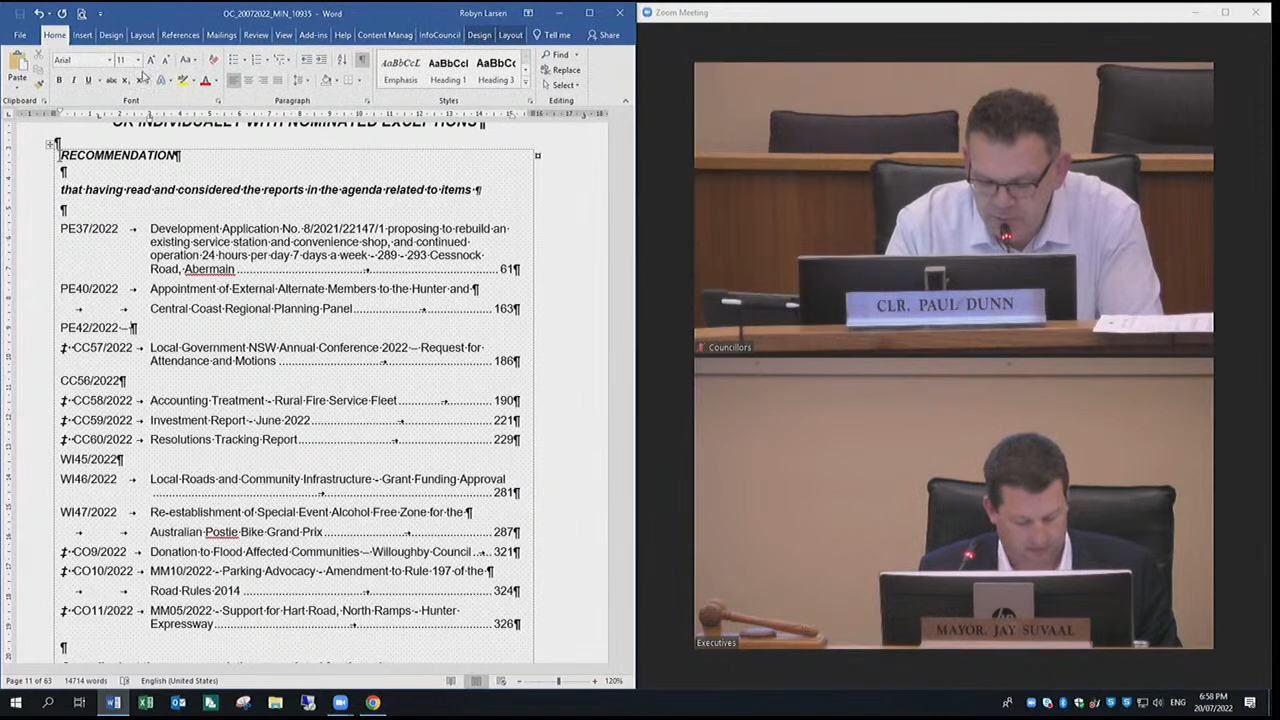 OC_20072022_MIN_10935 - Word
Robyn Larsen
Zoom Meeting
File Home Insert Design Layout References Mailings Review View Add-ins Help Content Manag InfoCouncil Design Layout Tell me Share
Paste
Clipboard
Arial 11
Font
Paragraph
AaBbCcL AaBbCcI AaBbCc
Emphasis Heading 1 Heading 3
Styles
Find
Replace
Select
Editing
OR INDIVIDUALLY WITH NOMINATED EXCEPTIONS¶
¶
RECOMMENDATION¶
¶
that having read and considered the reports in the agenda related to items ¶
¶
PE37/2022 → Development Application No. 8/2021/22147/1 proposing to rebuild an
existing service station and convenience shop, and continued
operation 24 hours per day 7 days a week - 289 - 293 Cessnock
Road, Abermain 61¶
PE40/2022 → Appointment of External Alternate Members to the Hunter and ¶
→ → Central Coast Regional Planning Panel 163¶
PE42/2022 – ¶
‡ CC57/2022 → Local Government NSW Annual Conference 2022 – Request for
Attendance and Motions 186¶
CC56/2022¶
‡ CC58/2022 → Accounting Treatment - Rural Fire Service Fleet 190¶
‡ CC59/2022 → Investment Report - June 2022 221¶
‡ CC60/2022 → Resolutions Tracking Report 229¶
WI45/2022¶
WI46/2022 → Local Roads and Community Infrastructure - Grant Funding Approval
281¶
WI47/2022 → Re-establishment of Special Event Alcohol Free Zone for the ¶
→ → Australian Postie Bike Grand Prix 287¶
‡ CO9/2022 → Donation to Flood Affected Communities – Willoughby Council 321¶
‡ CO10/2022 → MM10/2022 - Parking Advocacy - Amendment to Rule 197 of the ¶
→ → Road Rules 2014 324¶
‡ CO11/2022 → MM05/2022 - Support for Hart Road, North Ramps - Hunter
Expressway 326¶
¶
CLR. PAUL DUNN
Councillors
MAYOR. JAY SUVAAL
Executives
Page 11 of 63 14714 words English (United States) 120%
ENG 6:58 PM
20/07/2022